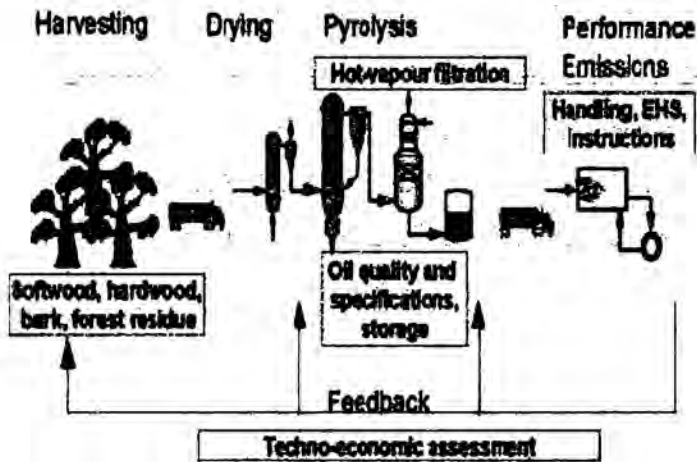 Harvesting Drying Pyrolysis Performance
Emissions
Hot-vapour filtration
Handling, EHS,
instructions
Softwood, hardwood,
bark, forest residue
Oil quality and
specifications,
storage
Feedback
Techno-economic assessment